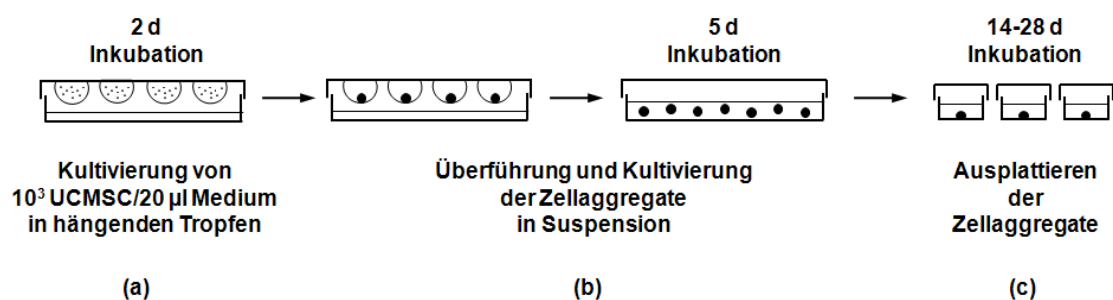 2 d
Inkubation
5 d
Inkubation
14-28 d
Inkubation
Kultivierung von
10³ UCMSC/20 µl Medium
in hängenden Tropfen
Überführung und Kultivierung
der Zellaggregate
in Suspension
Ausplattieren
der
Zellaggregate
(a)
(b)
(c)